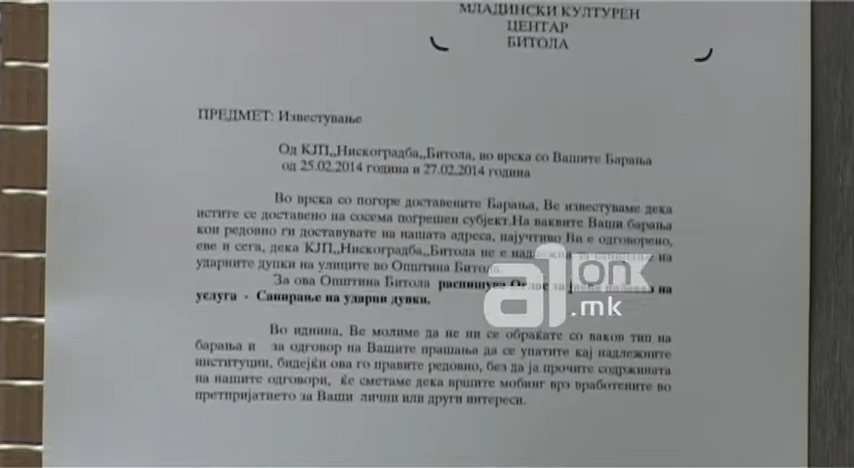 МЛАДИНСКИ КУЛТУРЕН
ЦЕНТАР
БИТОЛА
ПРЕДМЕТ: Известување
Од КЈП,,Нискоградба,,Битола, во врска со Вашите Барања
од 25.02.2014 година и 27.02.2014 година
Во врска со погоре доставените Барања, Ве известуваме дека
истите се доставено на сосема погрешен субјект.На ваквите Ваши барања
кои редовно ги доставувате на нашата адреса, најучтиво Ви е одговорено,
еве и сега, дека КЈП,,Нискоградба,,Битола не е на
ударните дупки на улиците во Општина Битола.
За ова Општина Битола распишува на
услуга - Санирање на ударни дупки.
Во иднина, Ве молиме да не ни се обраќате со ваков тип на
барања и за одговор на Вашите прашања да се упатите кај надлежните
институции, бидејќи ова го правите редовно, без да ја прочите содржината
на нашите одговори, ќе сметаме дека вршите мобинг врз вработените во
претпријатието за Ваши лични или други интереси.
a1on
.mk